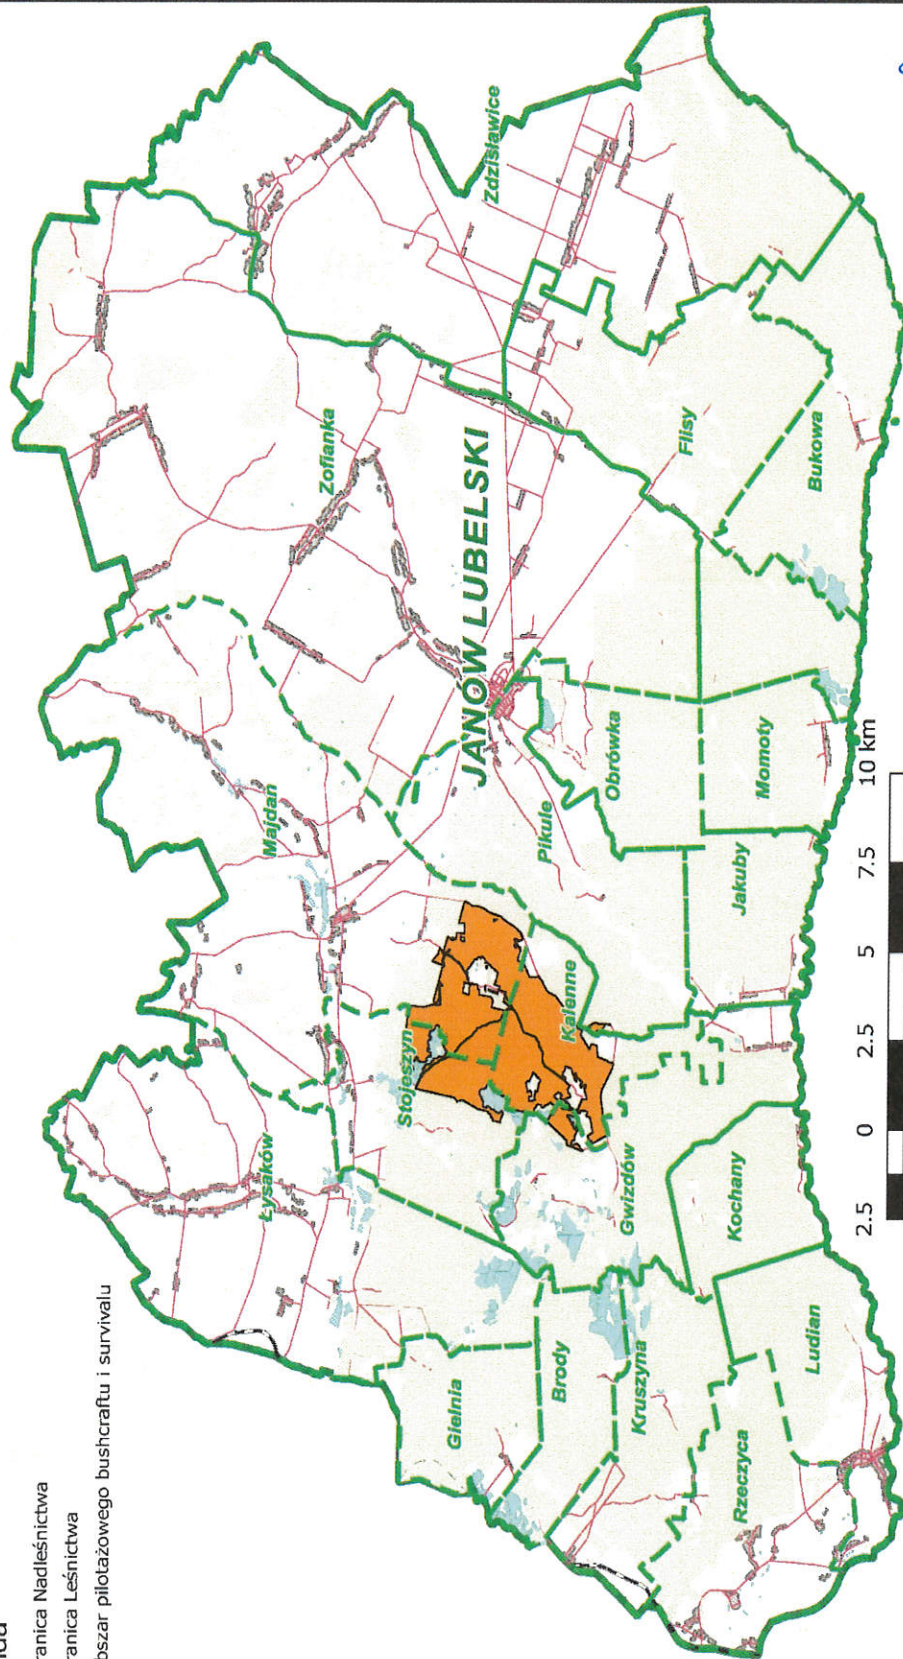 da
ranica Nadleśnictwa
ranica Leśnictwa
bszar pilotażowego bushcraftu i survivalu
Łysaków
Majdan
Zofianka
Zdzisławice
Stojeszyn
JANÓW LUBELSKI
Giełnia
Brody
Kruszyna
Gwizdów
Kalenne
Pikule
Obrówka
Flisy
Rzeczyca
Ludian
Kochany
Jakuby
Momoty
Bukowa
2.5 0 2.5 5 7.5 10 km